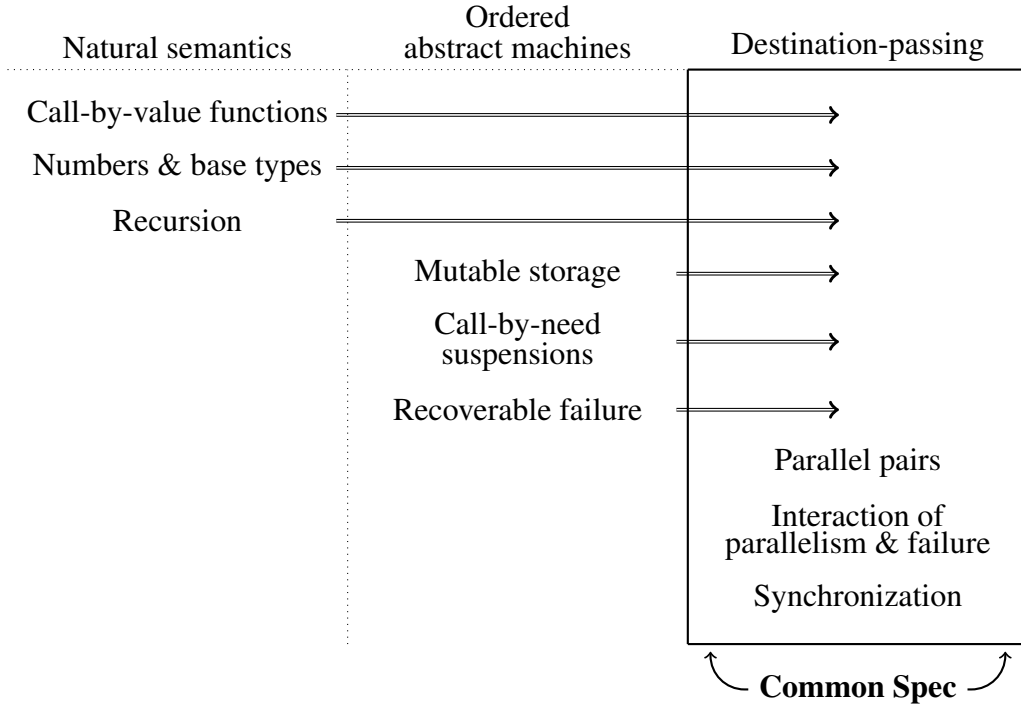 Natural semantics
Ordered
abstract machines
Destination-passing
Call-by-value functions
Numbers & base types
Recursion
Mutable storage
Call-by-need
suspensions
Recoverable failure
Parallel pairs
Interaction of
parallelism & failure
Synchronization
Common Spec